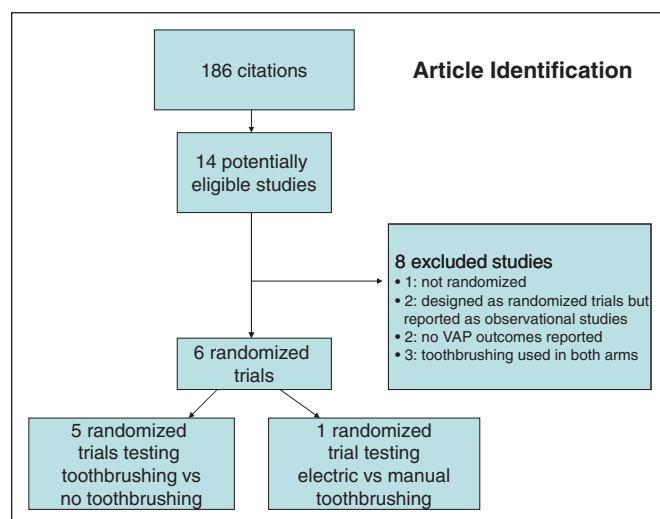 186 citations
Article Identification
14 potentially
eligible studies
8 excluded studies
• 1: not randomized
• 2: designed as randomized trials but
reported as observational studies
• 2: no VAP outcomes reported
• 3: toothbrushing used in both arms
6 randomized
trials
5 randomized
trials testing
toothbrushing vs
no toothbrushing
1 randomized
trial testing
electric vs manual
toothbrushing